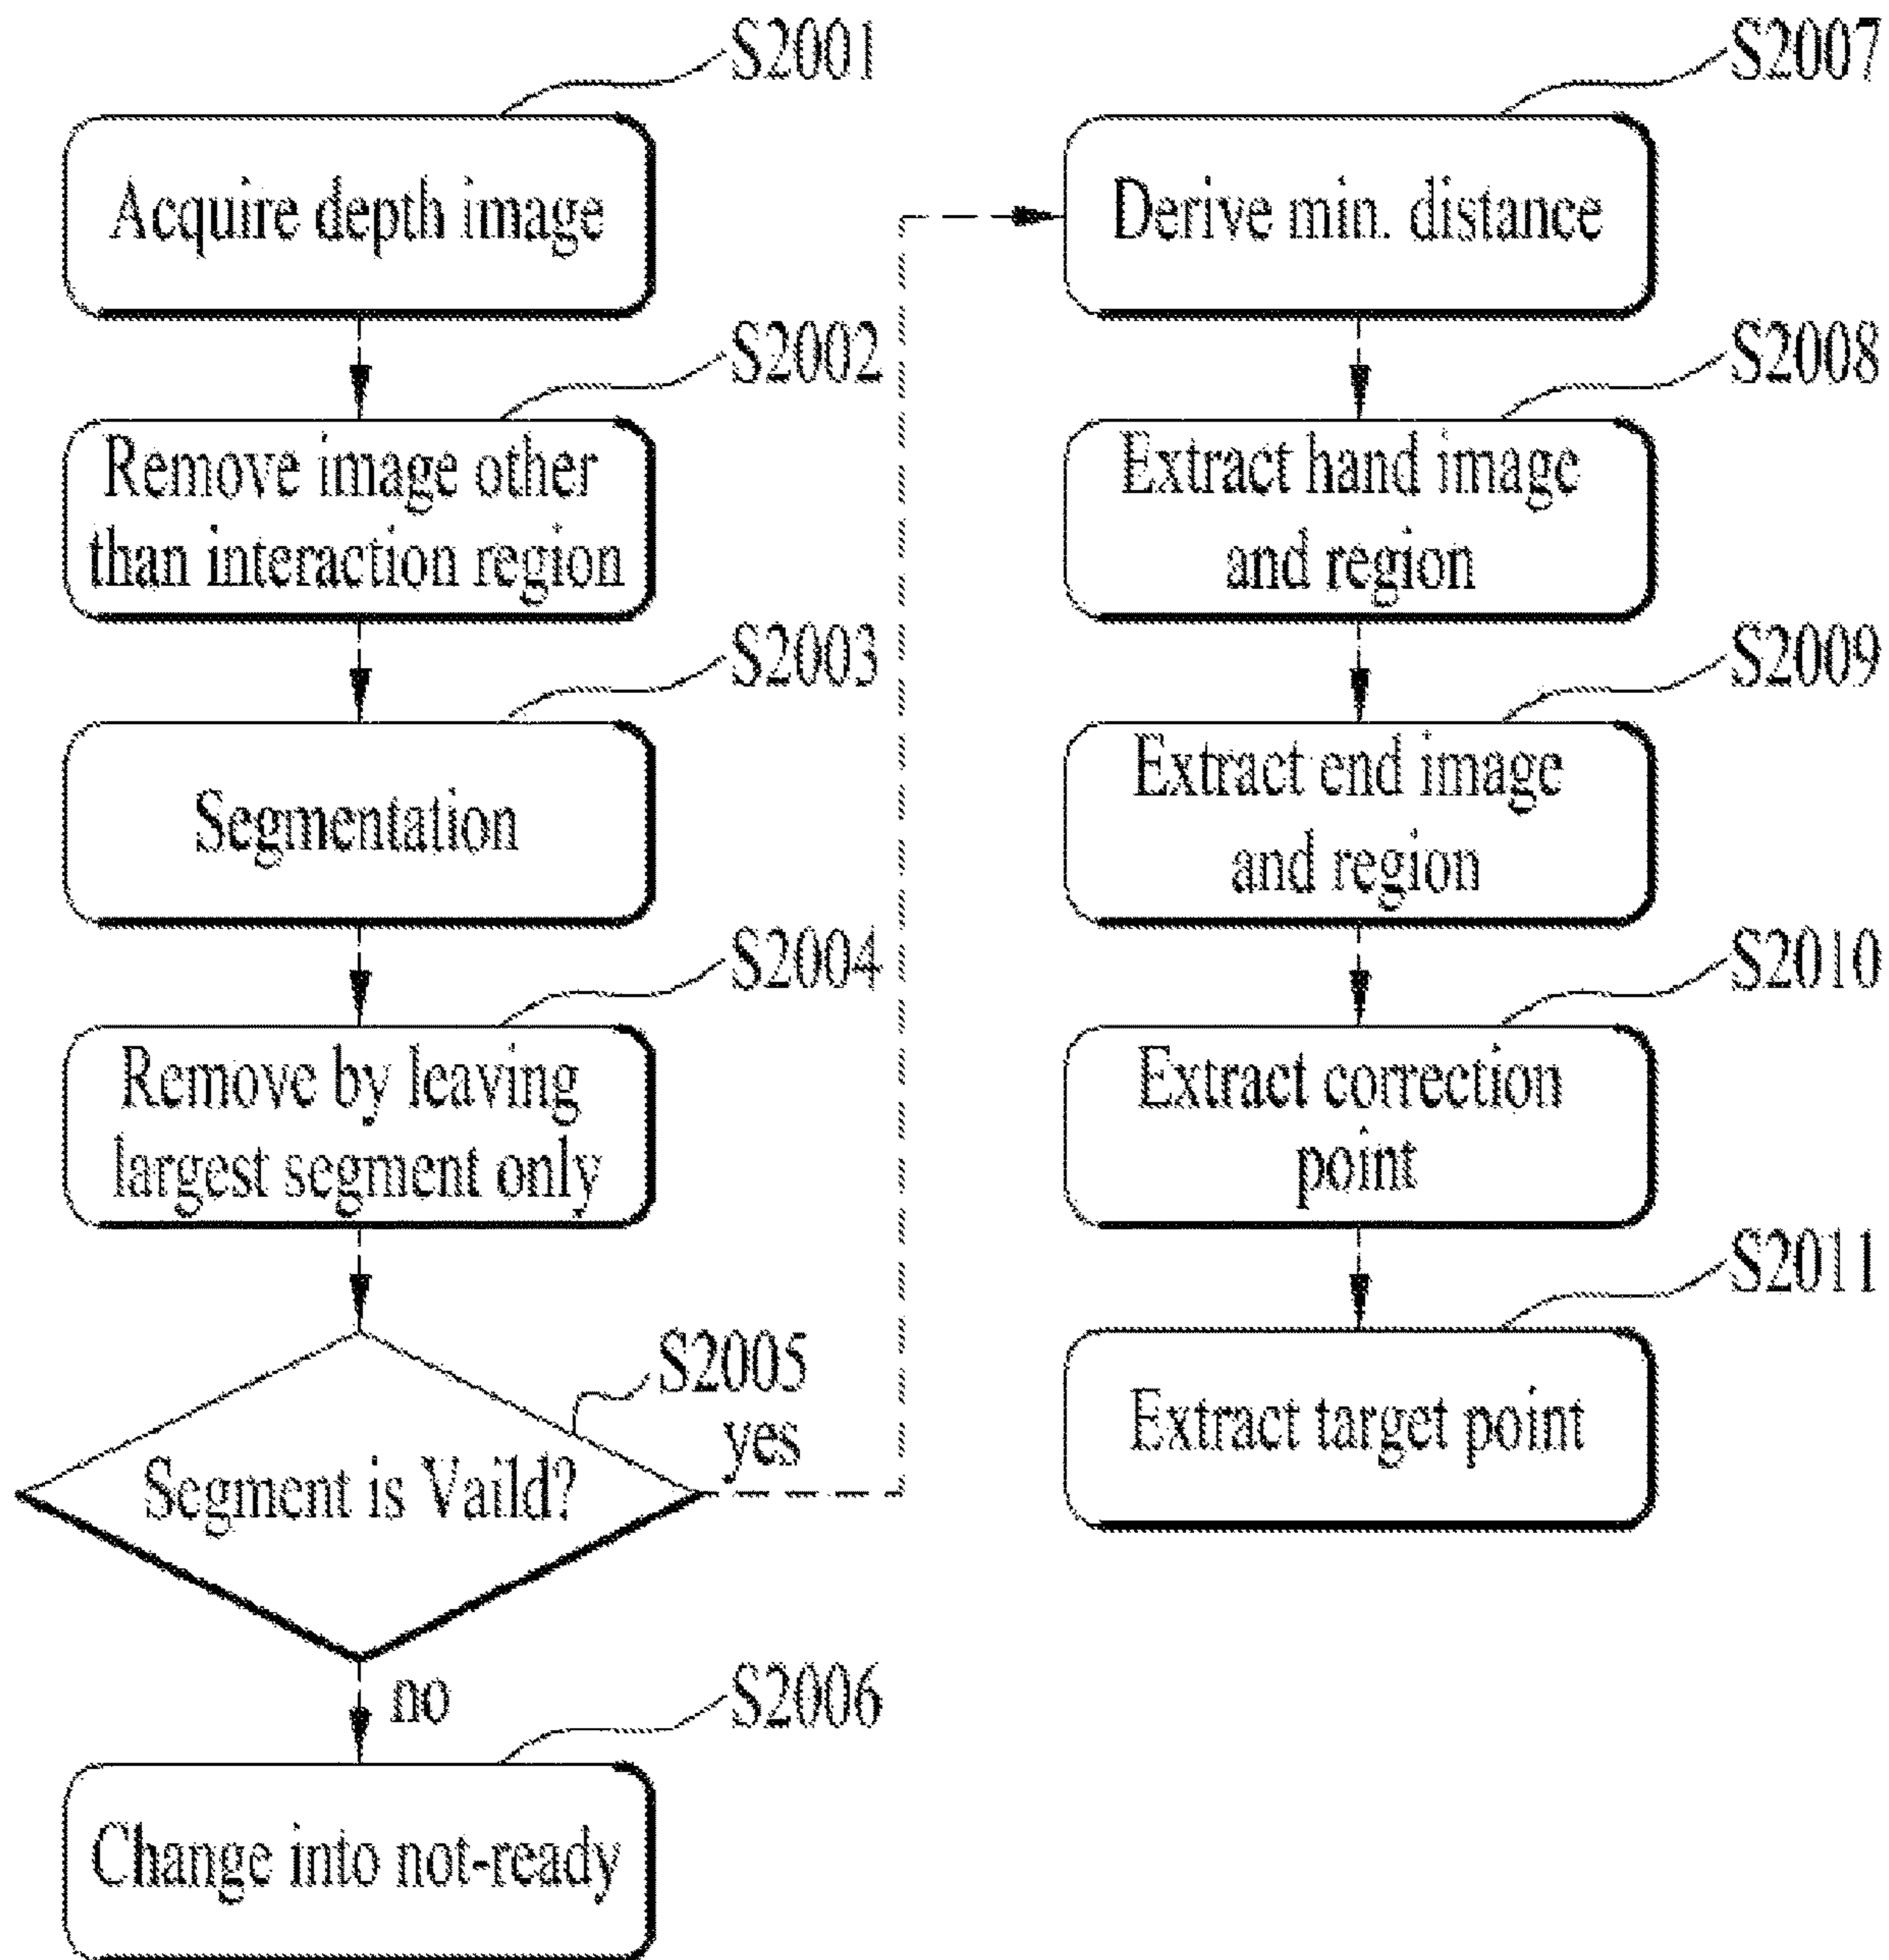 S2001
Acquire depth image
S2002
Remove image other
than interaction region
S2003
Segmentation
S2004
Remove by leaving
largest segment only
S2005
Segment is Vaild?
yes
no
S2006
Change into not-ready
S2007
Derive min. distance
S2008
Extract hand image
and region
S2009
Extract end image
and region
S2010
Extract correction
point
S2011
Extract target point